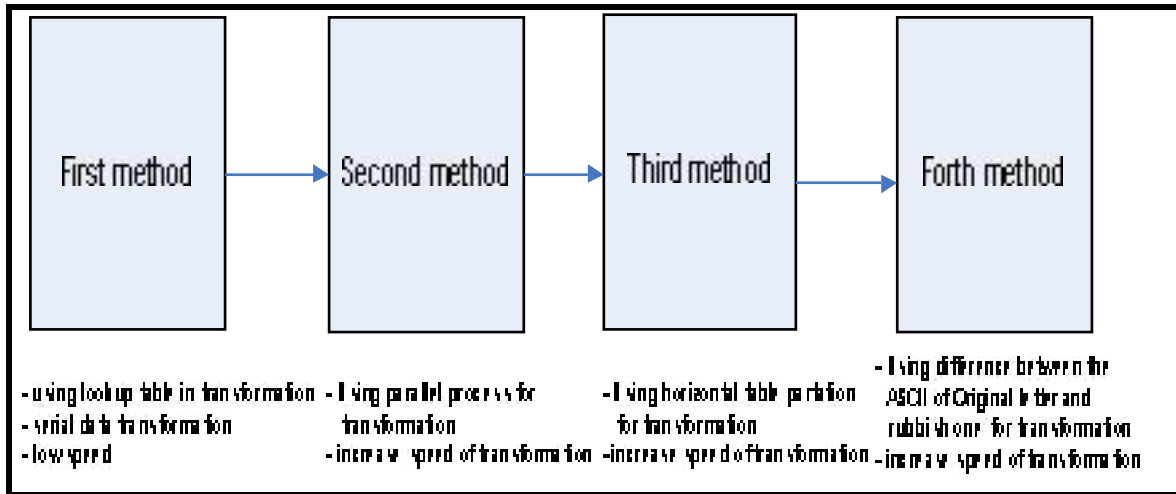 First method
Second method
Third method
Forth method
- using lookup table in transformation
- serial data transformation
- low speed
- Using parallel process for
transformation
- increase speed of transformation
- Using horizontal table partation
for transformation
- increase speed of transformation
- Using difference between the
ASCII of Original letter and
rubbish one for transformation
- increase speed of transformation